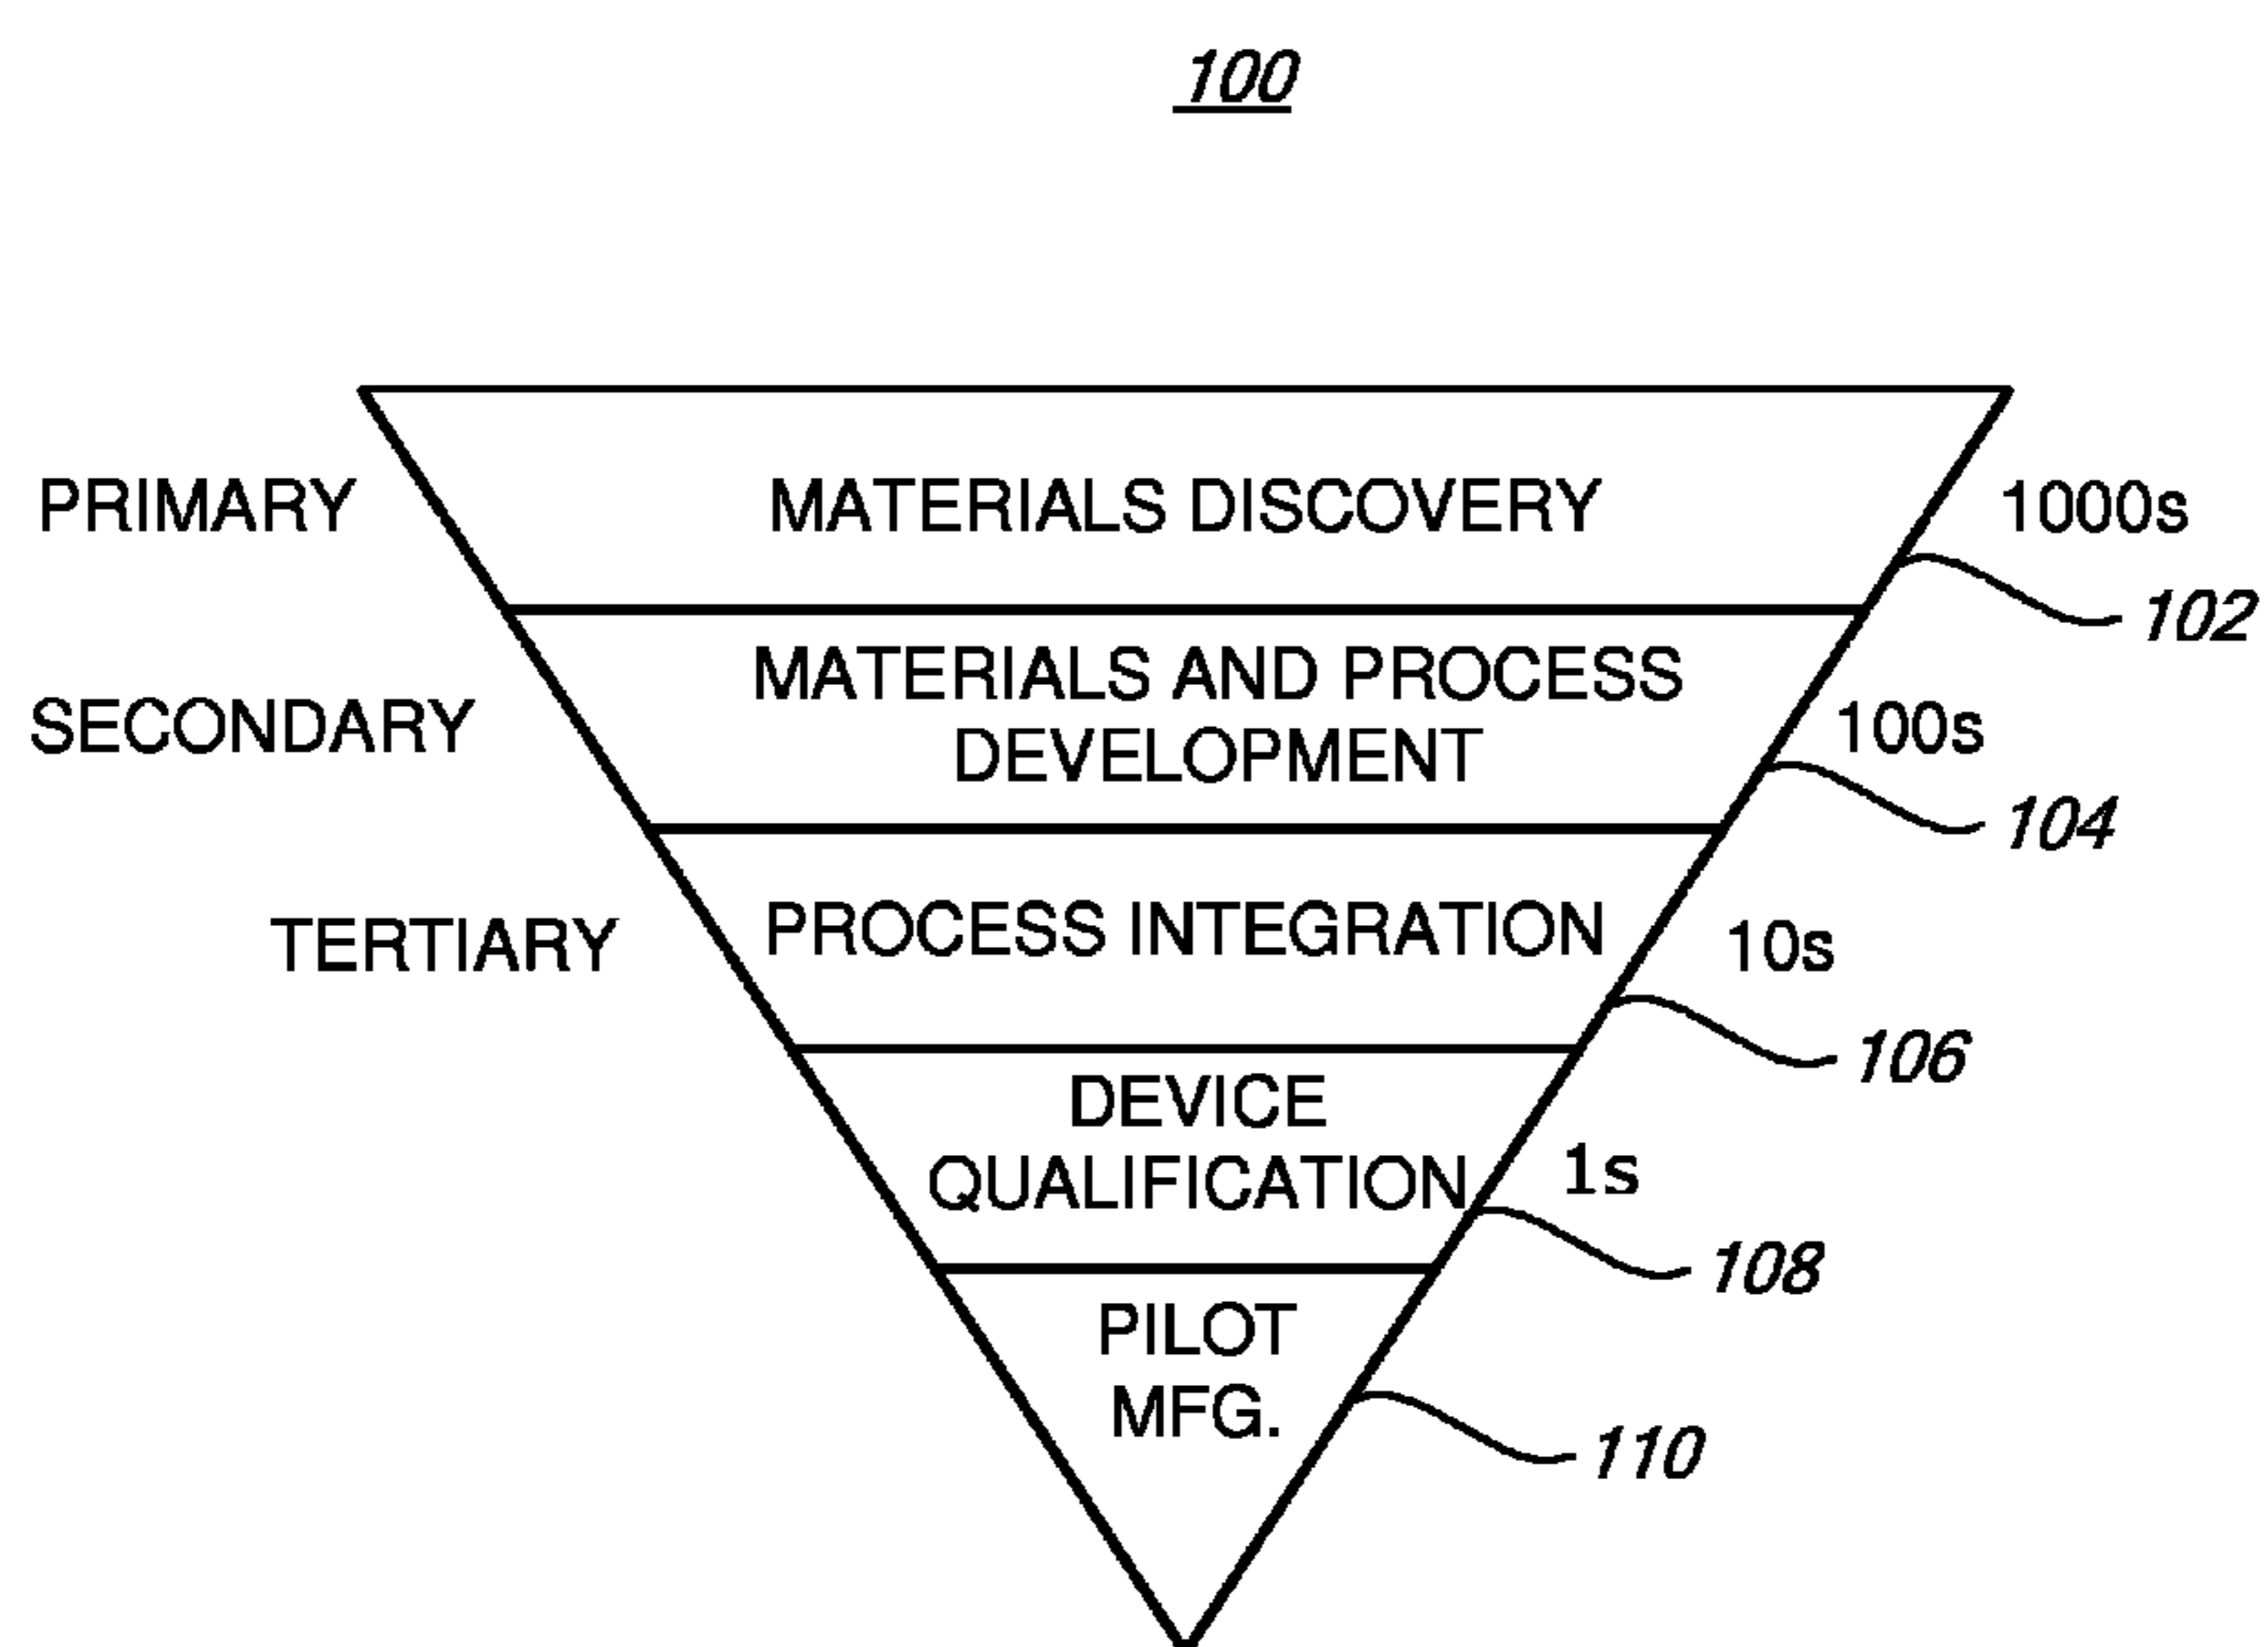 100
PRIMARY
MATERIALS DISCOVERY
1000s
102
SECONDARY
MATERIALS AND PROCESS
DEVELOPMENT
100s
104
TERTIARY
PROCESS INTEGRATION
10s
106
DEVICE
QUALIFICATION
1s
108
PILOT
MFG.
110